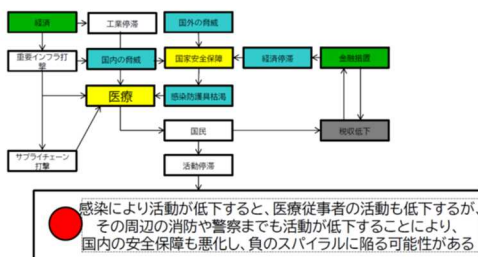 経済
工業停滞
国外の脅威
重要インフラ打撃
国内の脅威
国家安全保障
経済停滞
金融措置
医療
感染防護具枯渇
国民
税収低下
サプライチェーン
打撃
活動停滞
感染により活動が低下すると、医療従事者の活動も低下するが、
その周辺の消防や警察までも活動が低下することにより、
国内の安全保障も悪化し、負のスパイラルに陥る可能性がある